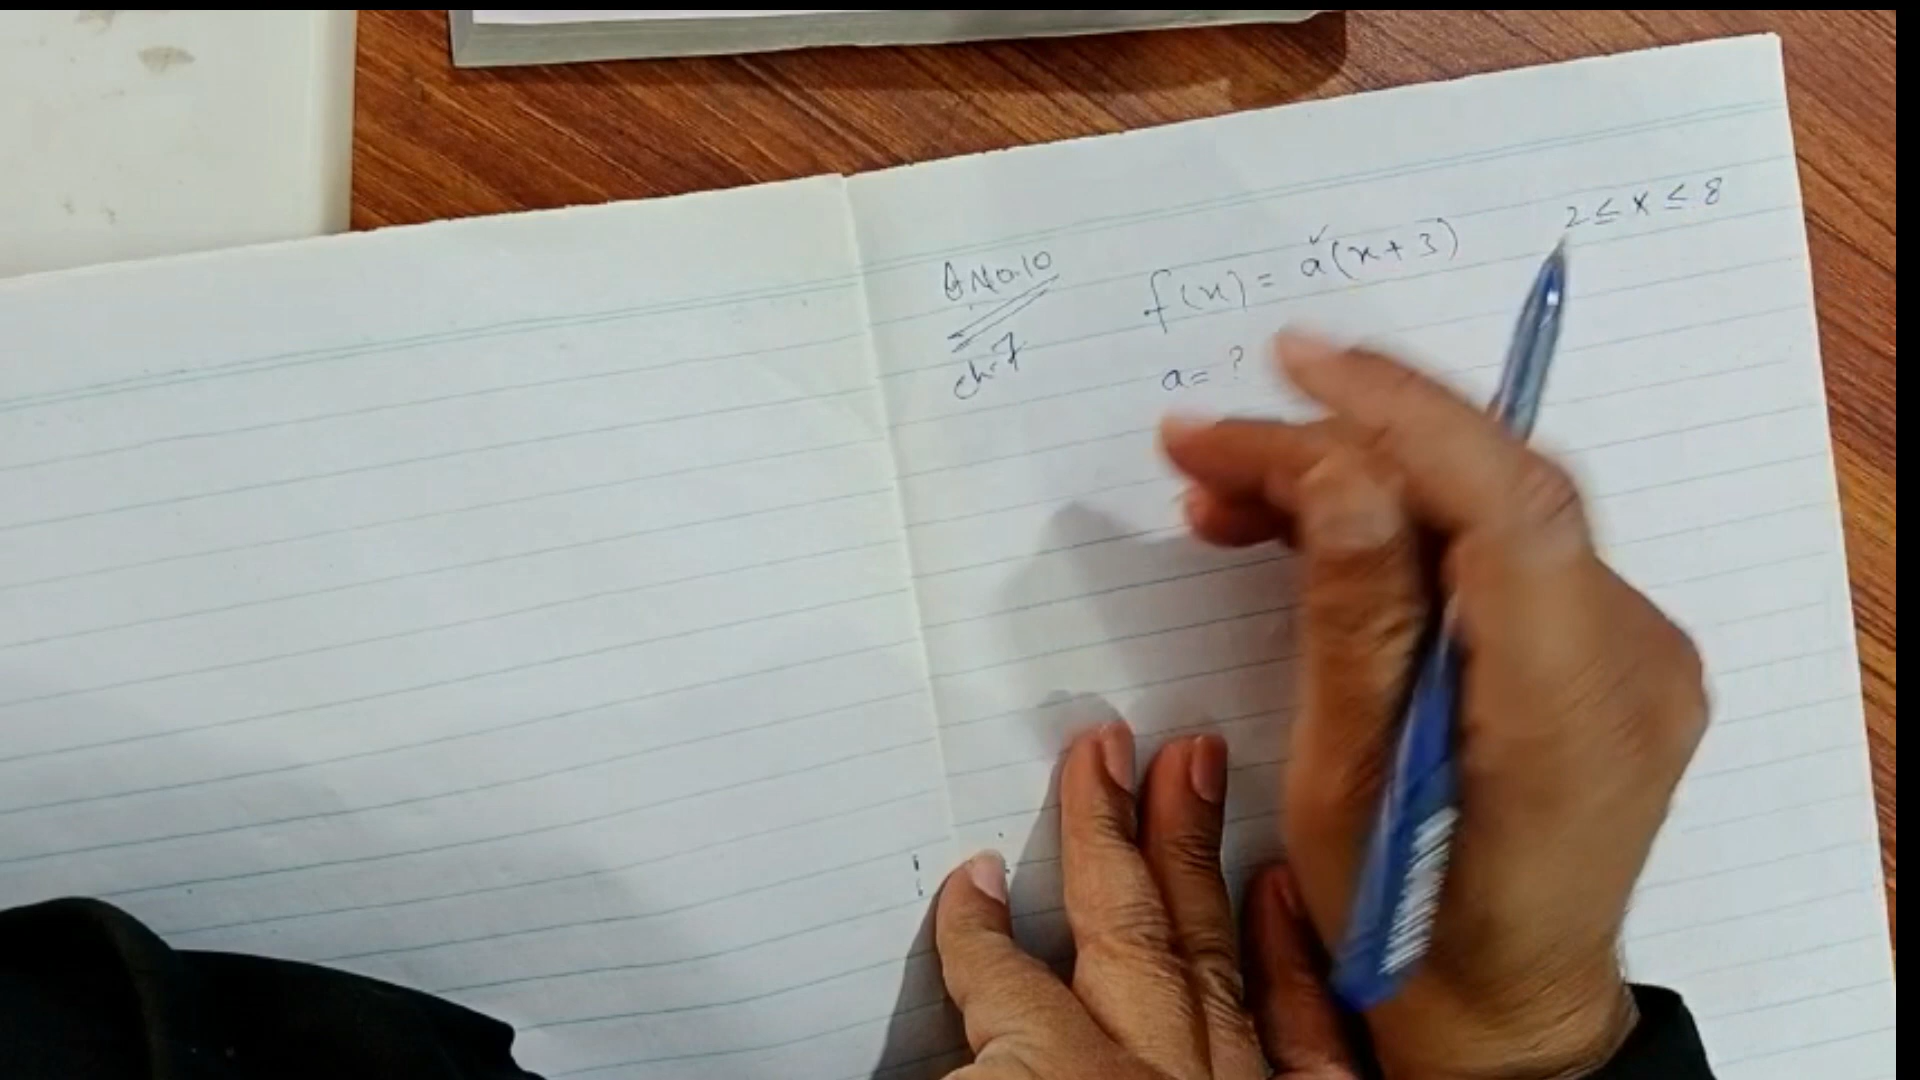 Q No.10 f(x) = a(x+3) 2 ≤ x ≤ 8
ch-7 a = ?